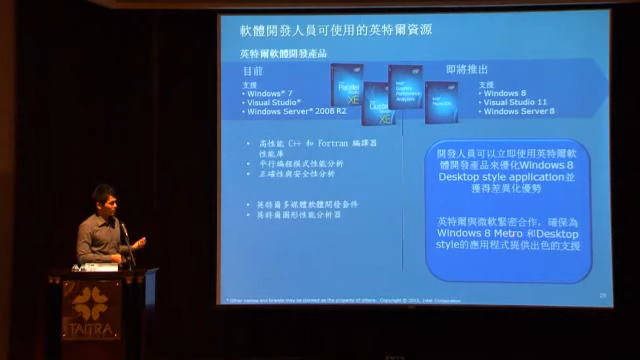 軟體開發人員可使用的英特爾資源
英特爾軟體開發產品
目前
支援
• Windows* 7
• Visual Studio*
• Windows Server* 2008 R2
XE
XE
即將推出
支援
• Windows 8
• Visual Studio 11
• Windows Server 8
• 高性能 C++ 和 Fortran 編譯器
性能庫
• 平行編程模式性能分析
• 正確性與安全性分析
• 英特爾多媒體軟體開發套件
• 英特爾圖形性能分析器
開發人員可以立即使用英特爾軟
體開發產品來優化Windows 8
Desktop style application並
獲得差異化優勢
英特爾與微軟緊密合作，確保為
Windows 8 Metro 和Desktop
style的應用程式提供出色的支援
TAITRA